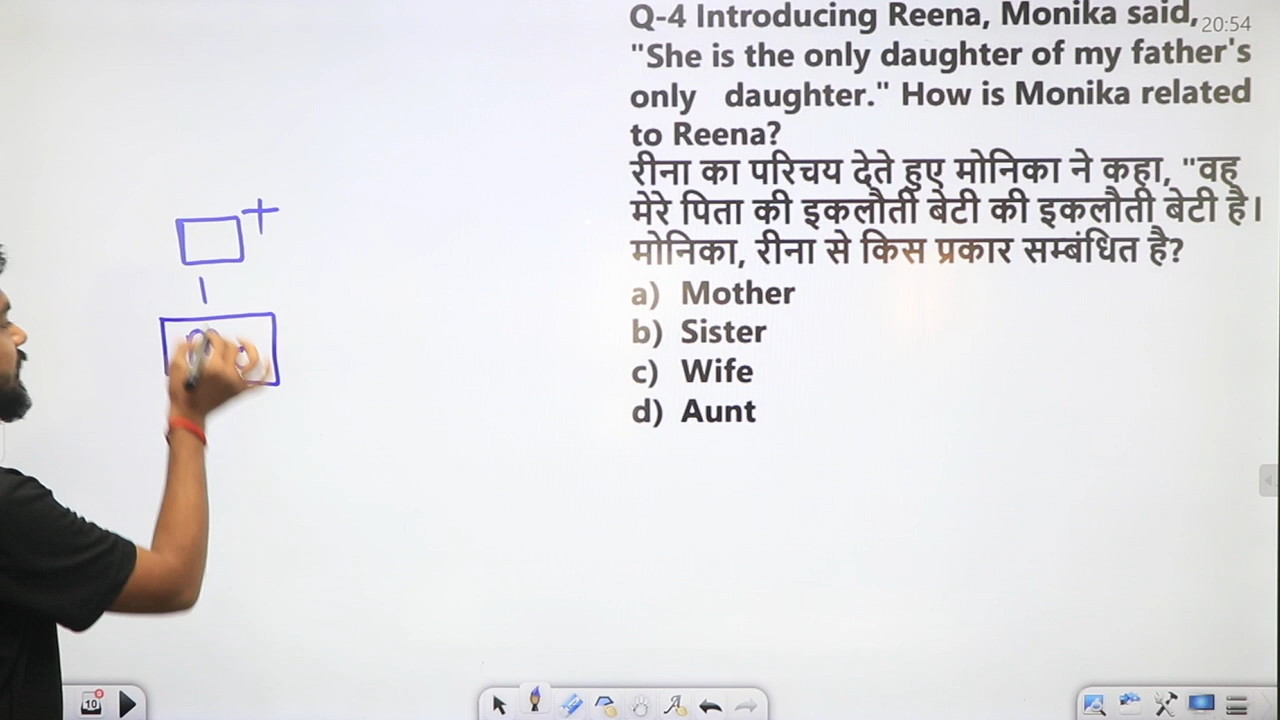 Q-4 Introducing Reena, Monika said,
20:54
"She is the only daughter of my father's
only daughter." How is Monika related
to Reena?
रीना का परिचय देते हुए मोनिका ने कहा, "वह
मेरे पिता की इकलौती बेटी की इकलौती बेटी है।
मोनिका, रीना से किस प्रकार सम्बंधित है?
a) Mother
b) Sister
c) Wife
d) Aunt
+
10